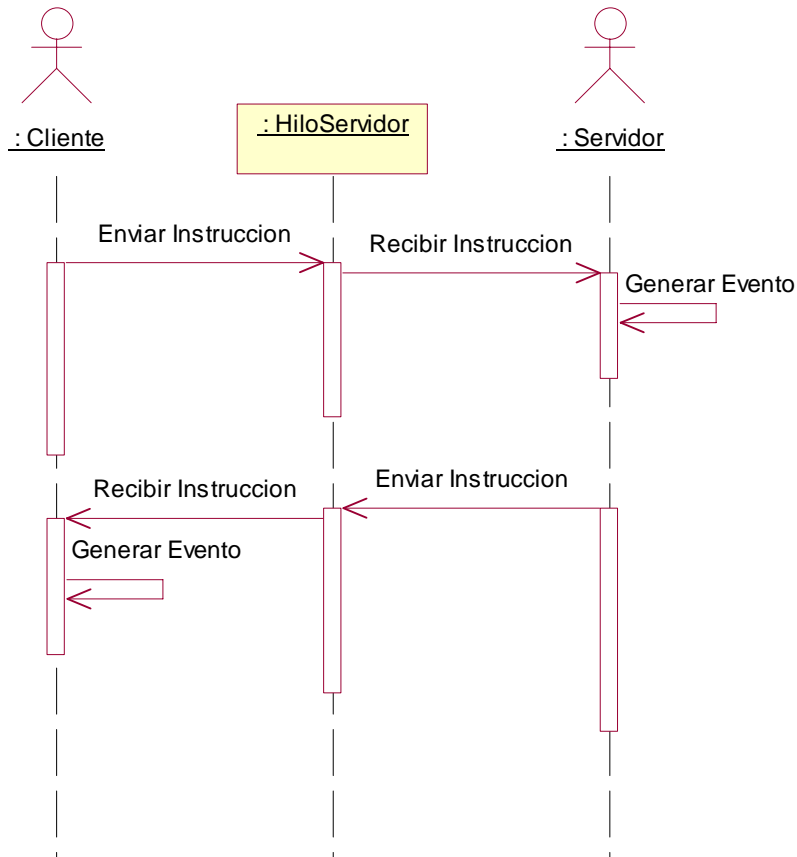 : Cliente
: HiloServidor
: Servidor
Enviar Instruccion
Recibir Instruccion
Generar Evento
Enviar Instruccion
Recibir Instruccion
Generar Evento